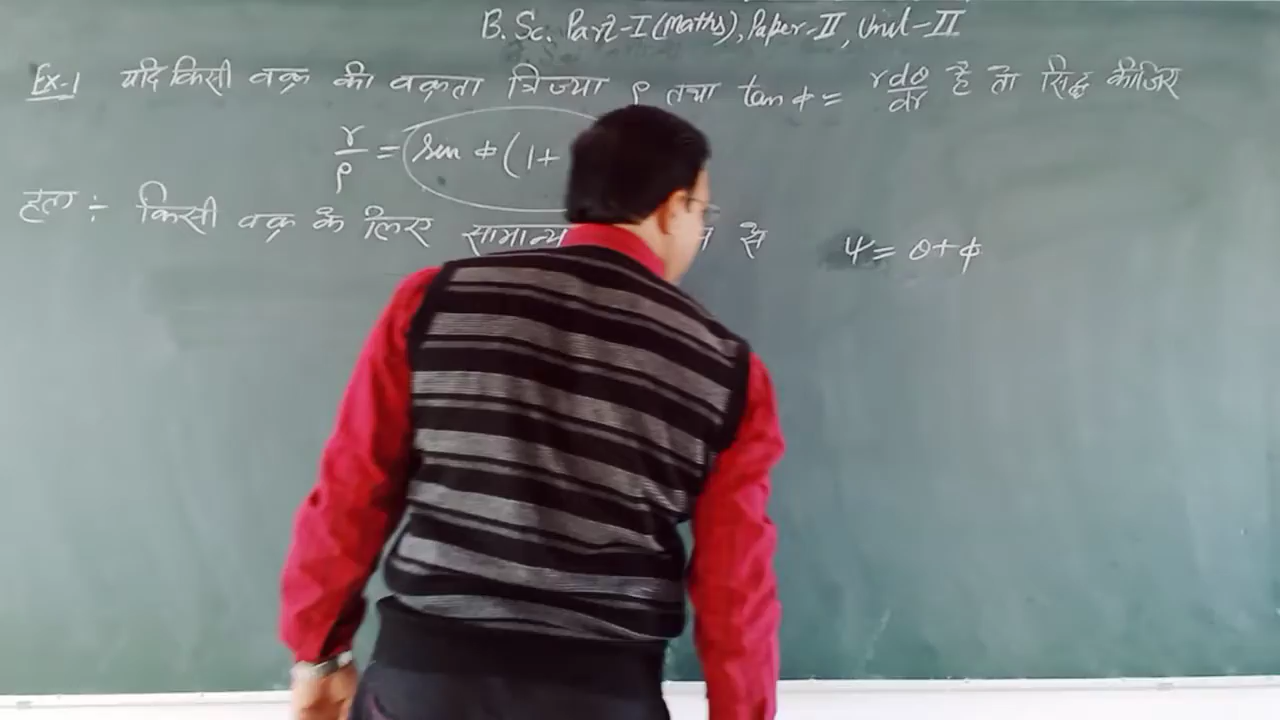 B.Sc. Part-I (Maths), Paper-II, Unit-II
Ex-1 यदि किसी वक्र की वक्रता त्रिज्या ρ तथा tan ϕ = rdθ/dr है तो सिद्ध कीजिए
r/ρ = sin ϕ (1+
हल ÷ किसी वक्र के लिए सामान्य से ψ = θ + ϕ